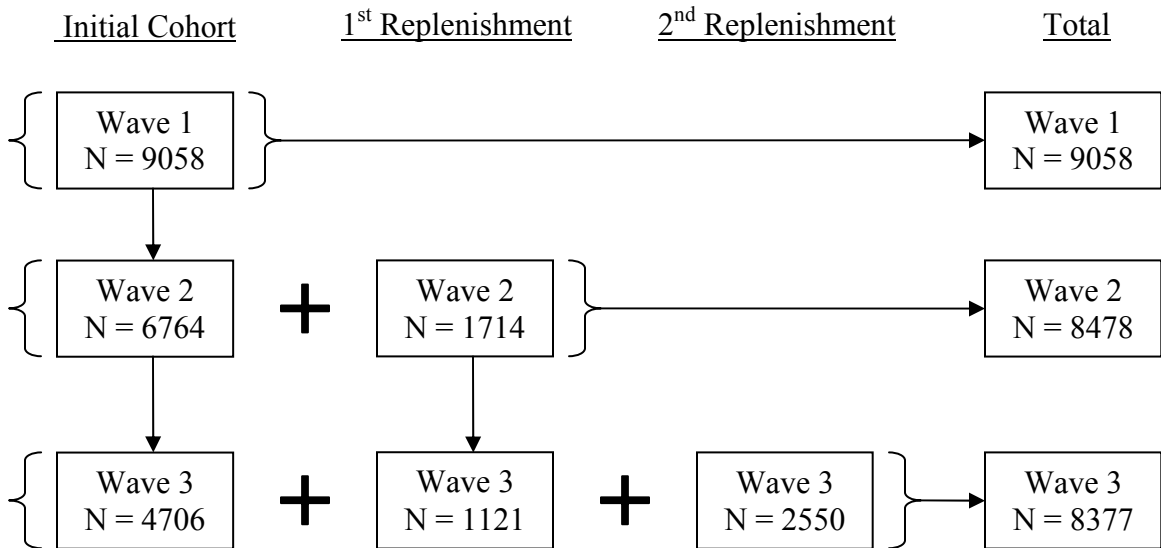 Initial Cohort 1st Replenishment 2nd Replenishment Total
Wave 1
N = 9058
Wave 1
N = 9058
Wave 2
N = 6764
+
Wave 2
N = 1714
Wave 2
N = 8478
Wave 3
N = 4706
+
Wave 3
N = 1121
+
Wave 3
N = 2550
Wave 3
N = 8377